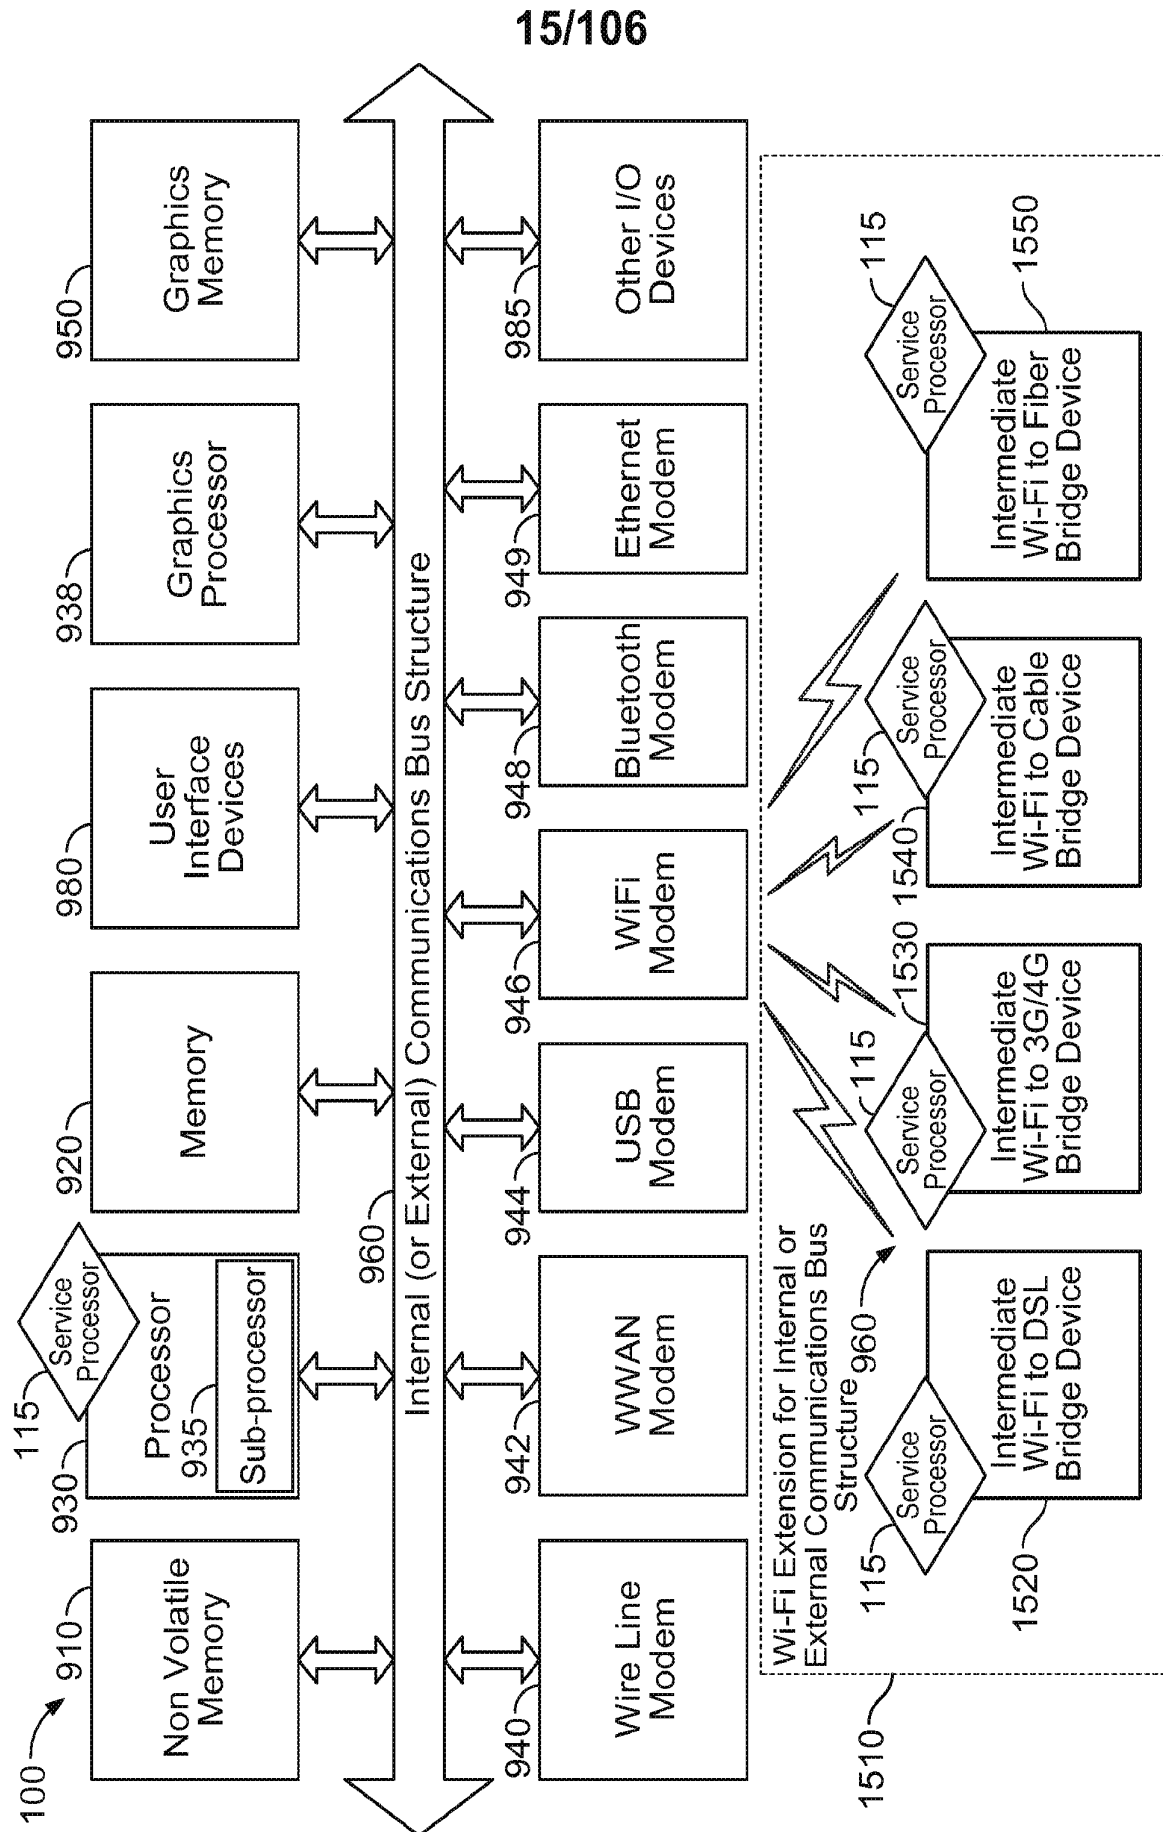 15/106
100
910
Non Volatile
Memory
930
115
Service
Processor
Processor
935
Sub-processor
920
Memory
980
User
Interface
Devices
938
Graphics
Processor
950
Graphics
Memory
960
Internal (or External) Communications Bus Structure
940
Wire Line
Modem
942
WWAN
Modem
944
USB
Modem
946
WiFi
Modem
948
Bluetooth
Modem
949
Ethernet
Modem
985
Other I/O
Devices
1510
Wi-Fi Extension for Internal or
External Communications Bus
Structure
960
115
Service
Processor
1520
Intermediate
Wi-Fi to DSL
Bridge Device
115
Service
Processor
1530
Intermediate
Wi-Fi to 3G/4G
Bridge Device
1540
115
Service
Processor
Intermediate
Wi-Fi to Cable
Bridge Device
115
Service
Processor
1550
Intermediate
Wi-Fi to Fiber
Bridge Device